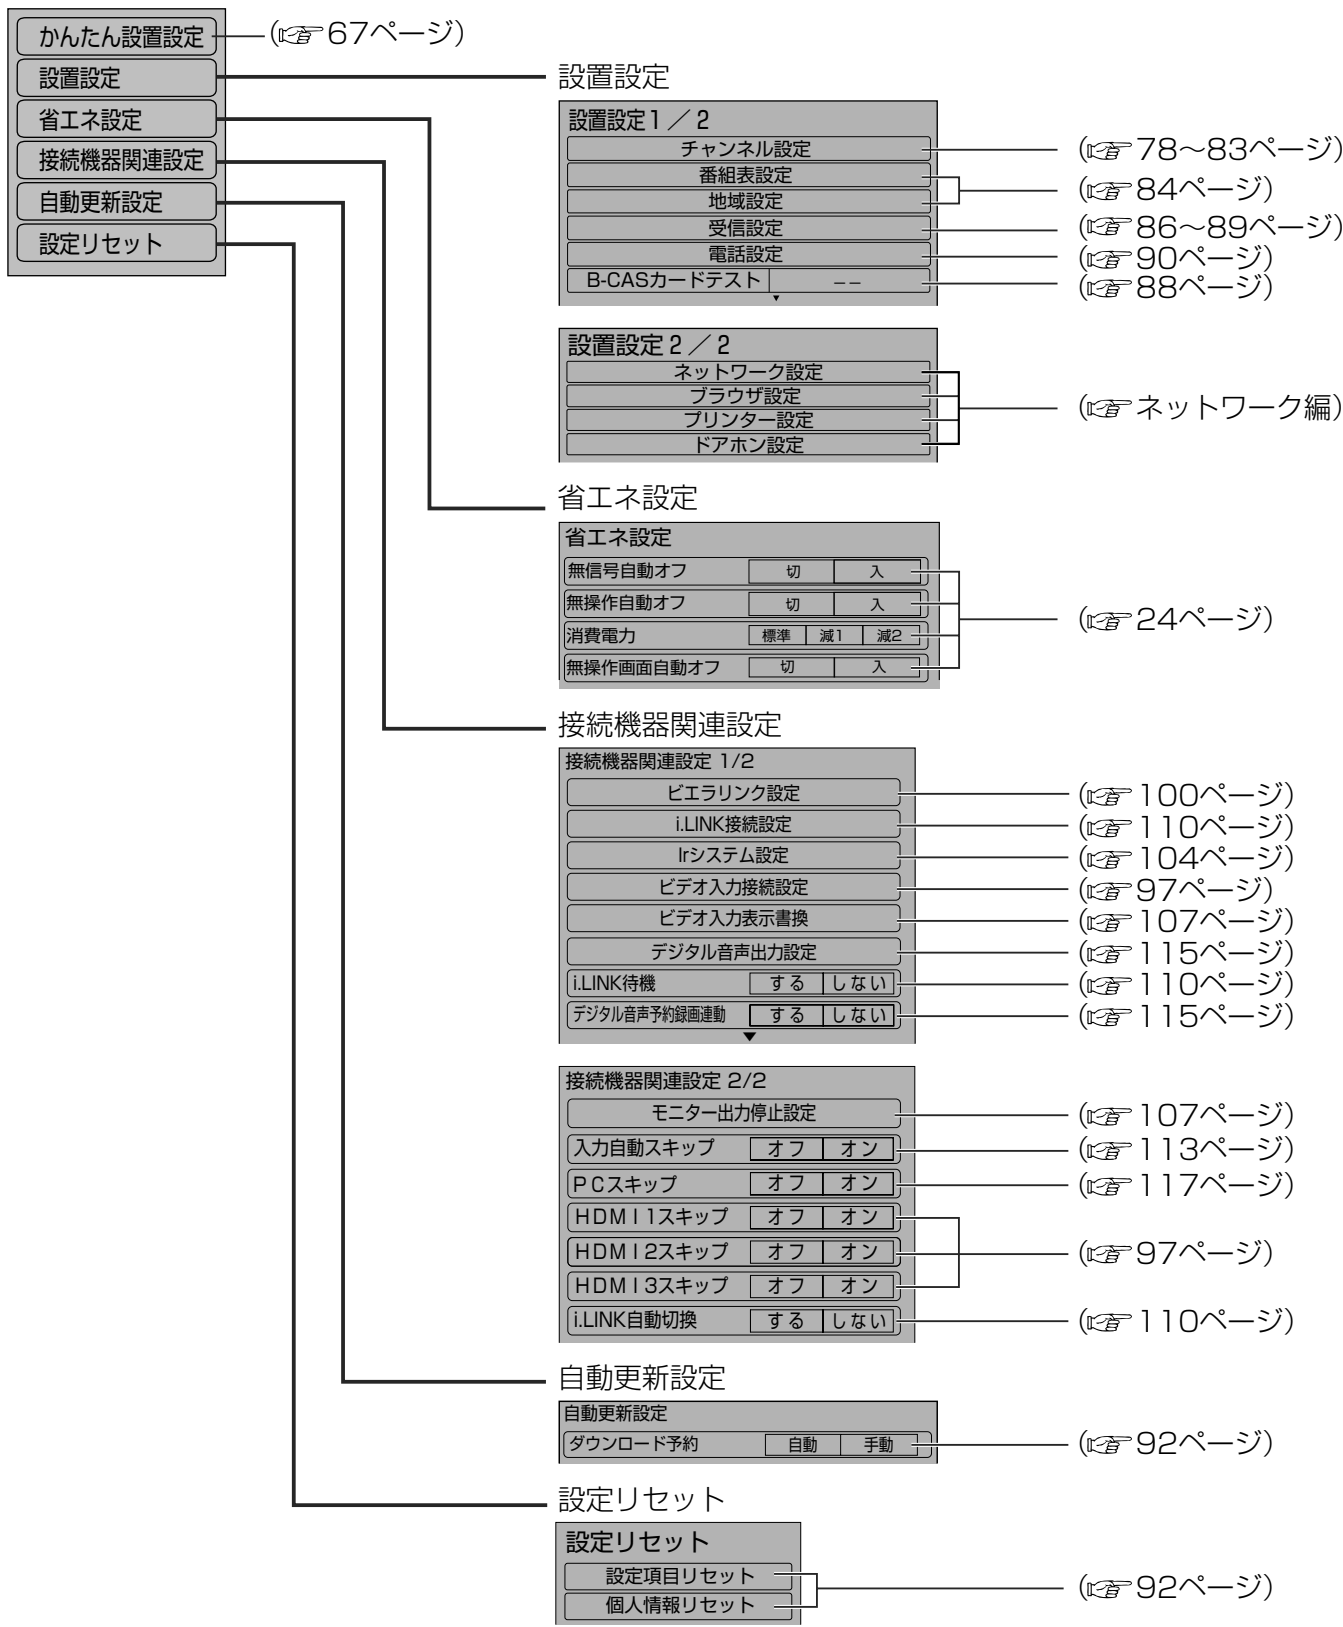 かんたん設置設定 (☞67ページ)
設置設定
省エネ設定
接続機器関連設定
自動更新設定
設定リセット
設置設定
設置設定1／2
チャンネル設定 (☞78〜83ページ)
番組表設定
地域設定
(☞84ページ)
受信設定 (☞86〜89ページ)
電話設定 (☞90ページ)
B-CASカードテスト −− (☞88ページ)
▼
設置設定2／2
ネットワーク設定
ブラウザ設定
プリンター設定
ドアホン設定
(☞ネットワーク編)
省エネ設定
省エネ設定
無信号自動オフ 切 入
無操作自動オフ 切 入
消費電力 標準 減1 減2
無操作画面自動オフ 切 入
(☞24ページ)
接続機器関連設定
接続機器関連設定 1/2
ビエラリンク設定 (☞100ページ)
i.LINK接続設定 (☞110ページ)
Irシステム設定 (☞104ページ)
ビデオ入力接続設定 (☞97ページ)
ビデオ入力表示書換 (☞107ページ)
デジタル音声出力設定 (☞115ページ)
i.LINK待機 する しない (☞110ページ)
デジタル音声予約録画連動 する しない (☞115ページ)
▼
接続機器関連設定 2/2
モニター出力停止設定 (☞107ページ)
入力自動スキップ オフ オン (☞113ページ)
ＰＣスキップ オフ オン (☞117ページ)
ＨＤＭＩ1スキップ オフ オン
ＨＤＭＩ2スキップ オフ オン
ＨＤＭＩ3スキップ オフ オン
(☞97ページ)
i.LINK自動切換 する しない (☞110ページ)
自動更新設定
自動更新設定
ダウンロード予約 自動 手動 (☞92ページ)
設定リセット
設定リセット
設定項目リセット
個人情報リセット
(☞92ページ)